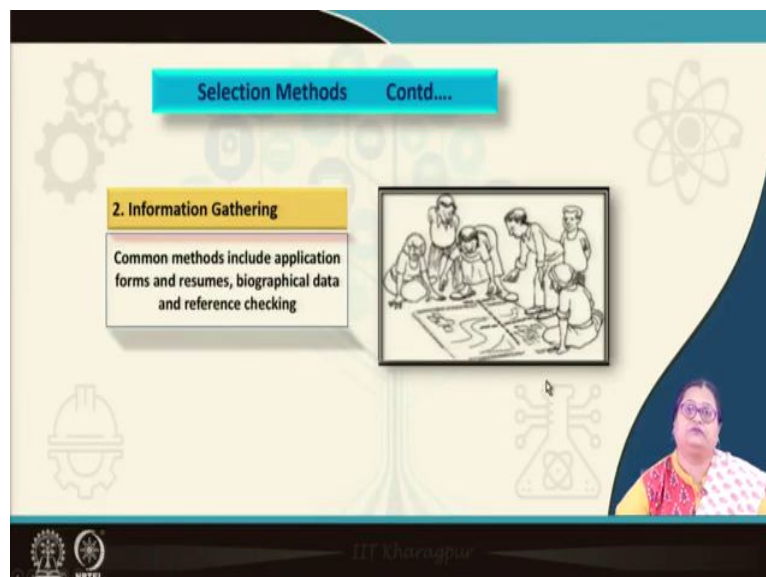 Selection Methods Contd....
2. Information Gathering
Common methods include application
forms and resumes, biographical data
and reference checking
IIT Kharagpur
NPTEL